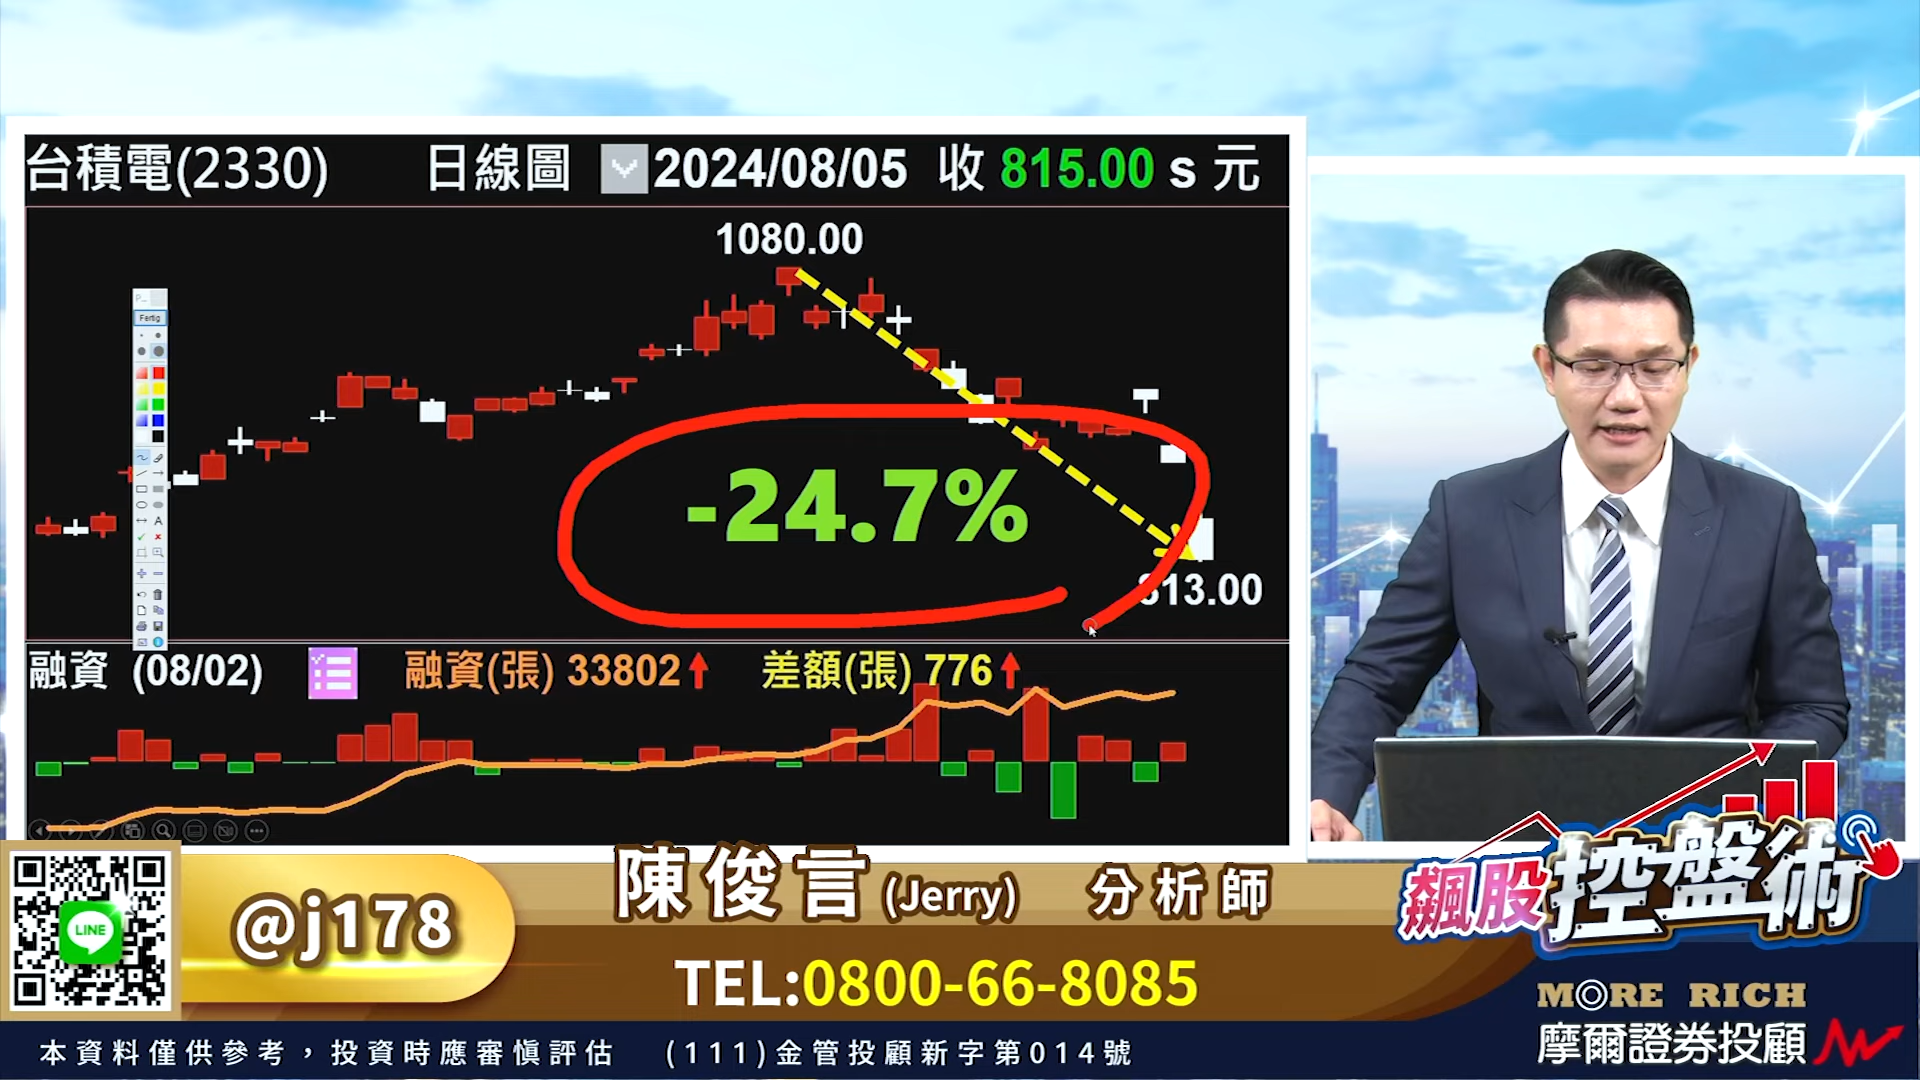 台積電(2330) 日線圖 2024/08/05 收 815.00 s 元
1080.00
Fertig
-24.7%
813.00
融資 (08/02) 融資(張) 33802↑ 差額(張) 776↑
陳俊言(Jerry) 分析師
@j178
LINE
TEL:0800-66-8085
飆股控盤術
MORE RICH
摩爾證券投顧
本資料僅供參考，投資時應審慎評估 (111)金管投顧新字第014號